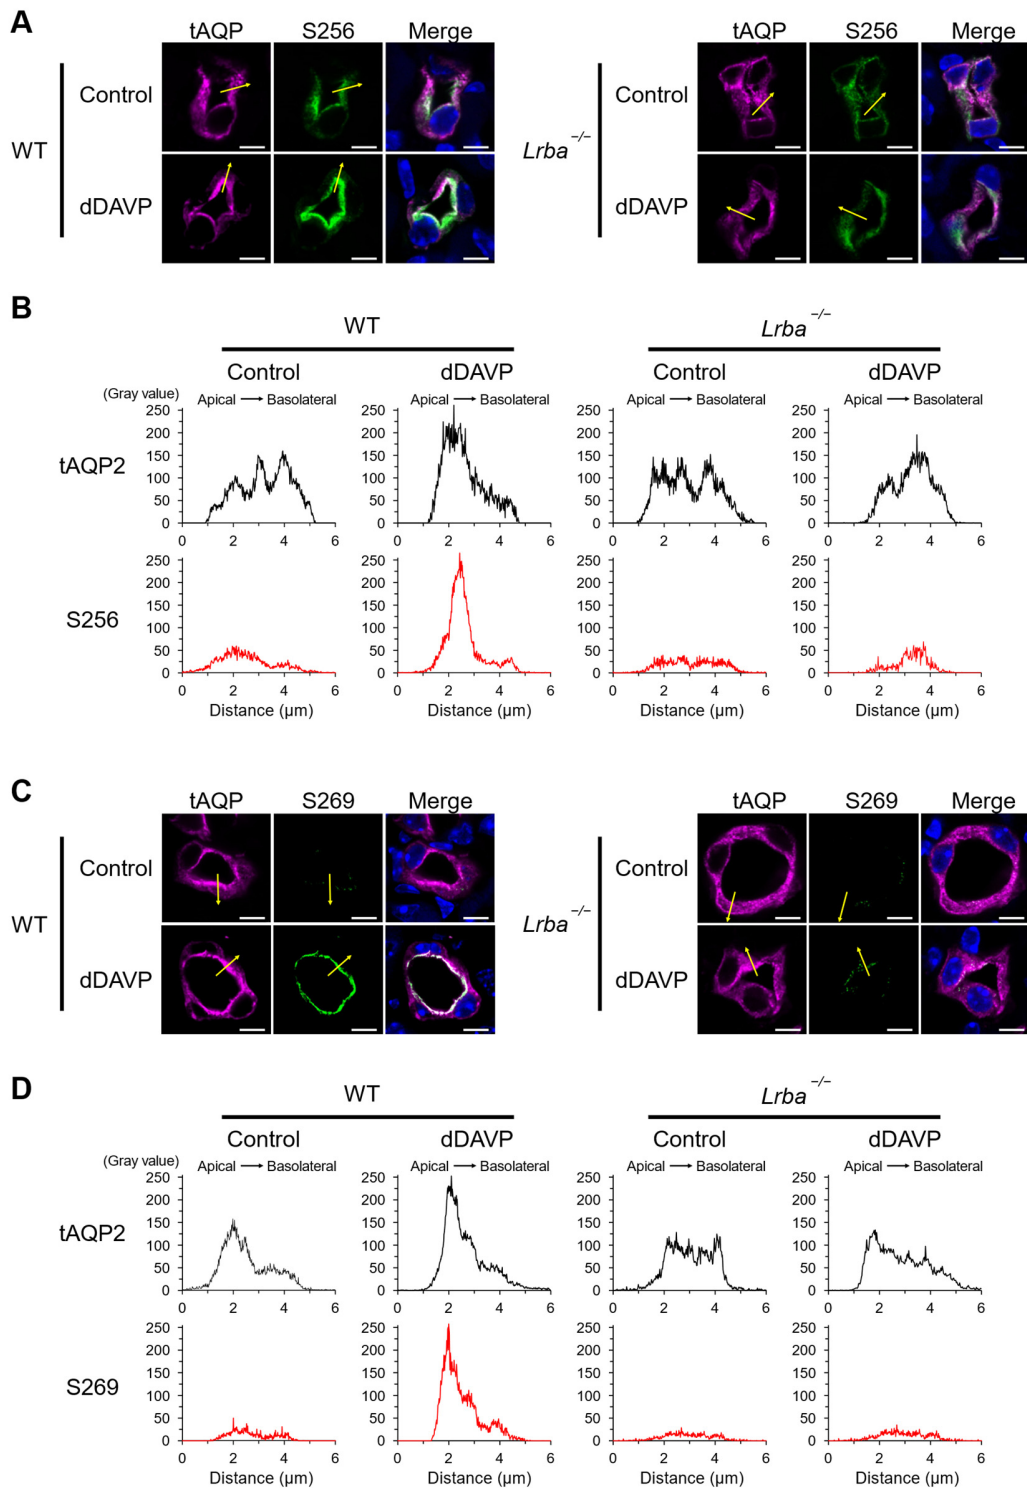 A
tAQP S256 Merge tAQP S256 Merge
Control Control
WT Lrba −/−
dDAVP dDAVP
B
WT Lrba −/−
Control dDAVP Control dDAVP
(Gray value) Apical → Basolateral Apical → Basolateral Apical → Basolateral Apical → Basolateral
250 250 250 250
200 200 200 200
150 150 150 150
tAQP2
100 100 100 100
50 50 50 50
0 0 0 0
0 2 4 6 0 2 4 6 0 2 4 6 0 2 4 6
250 250 250 250
200 200 200 200
150 150 150 150
S256
100 100 100 100
50 50 50 50
0 0 0 0
0 2 4 6 0 2 4 6 0 2 4 6 0 2 4 6
Distance (µm) Distance (µm) Distance (µm) Distance (µm)
C
tAQP S269 Merge tAQP S269 Merge
Control Control
WT Lrba −/−
dDAVP dDAVP
D
WT Lrba −/−
Control dDAVP Control dDAVP
(Gray value) Apical → Basolateral Apical → Basolateral Apical → Basolateral Apical → Basolateral
250 250 250 250
200 200 200 200
tAQP2
150 150 150 150
100 100 100 100
50 50 50 50
0 0 0 0
0 2 4 6 0 2 4 6 0 2 4 6 0 2 4 6
250 250 250 250
200 200 200 200
150 150 150 150
S269
100 100 100 100
50 50 50 50
0 0 0 0
0 2 4 6 0 2 4 6 0 2 4 6 0 2 4 6
Distance (µm) Distance (µm) Distance (µm) Distance (µm)